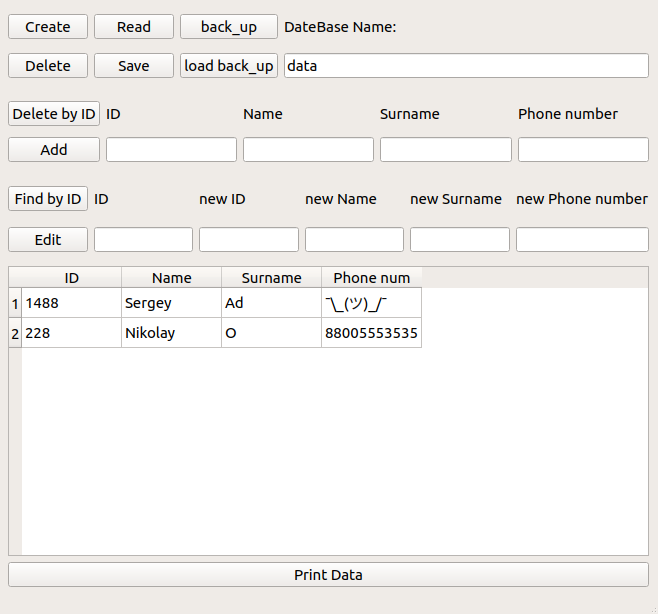 Create Read back_up DateBase Name:
Delete Save load back_up data
Delete by ID ID Name Surname Phone number
Add
Find by ID ID new ID new Name new Surname new Phone number
Edit
ID Name Surname Phone num
1 1488 Sergey Ad ¯\_(ツ)_/¯
2 228 Nikolay O 88005553535
Print Data